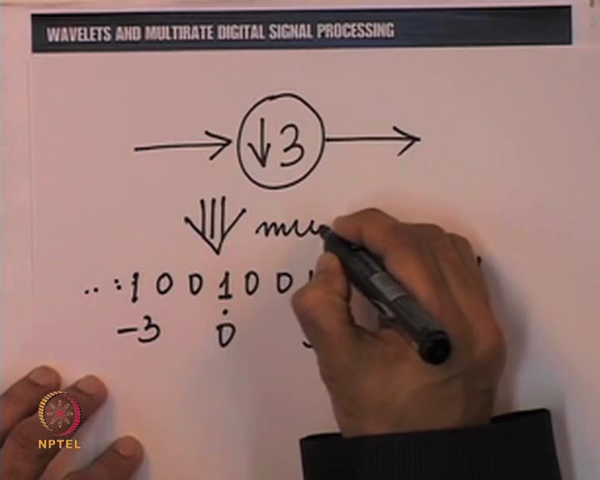 WAVELETS AND MULTIRATE DIGITAL SIGNAL PROCESSING
↓3
mu
...1 0 0 1 0 0
-3 0
NPTEL